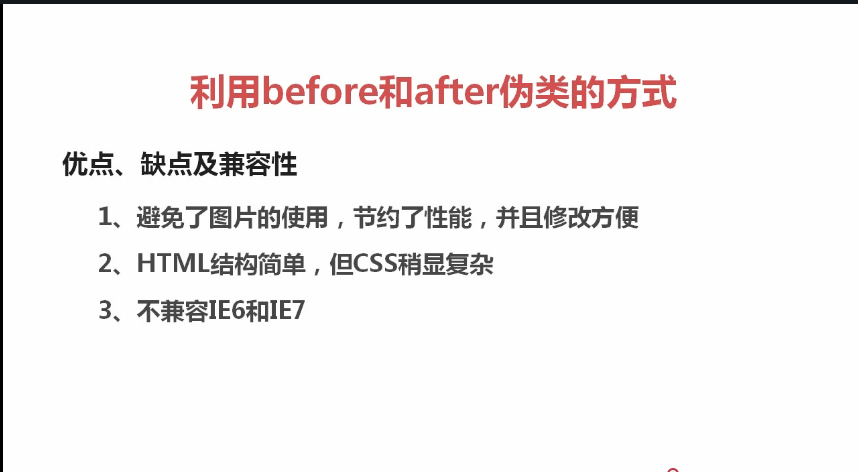 利用before和after伪类的方式
优点、缺点及兼容性
1、避免了图片的使用，节约了性能，并且修改方便
2、HTML结构简单，但CSS稍显复杂
3、不兼容IE6和IE7